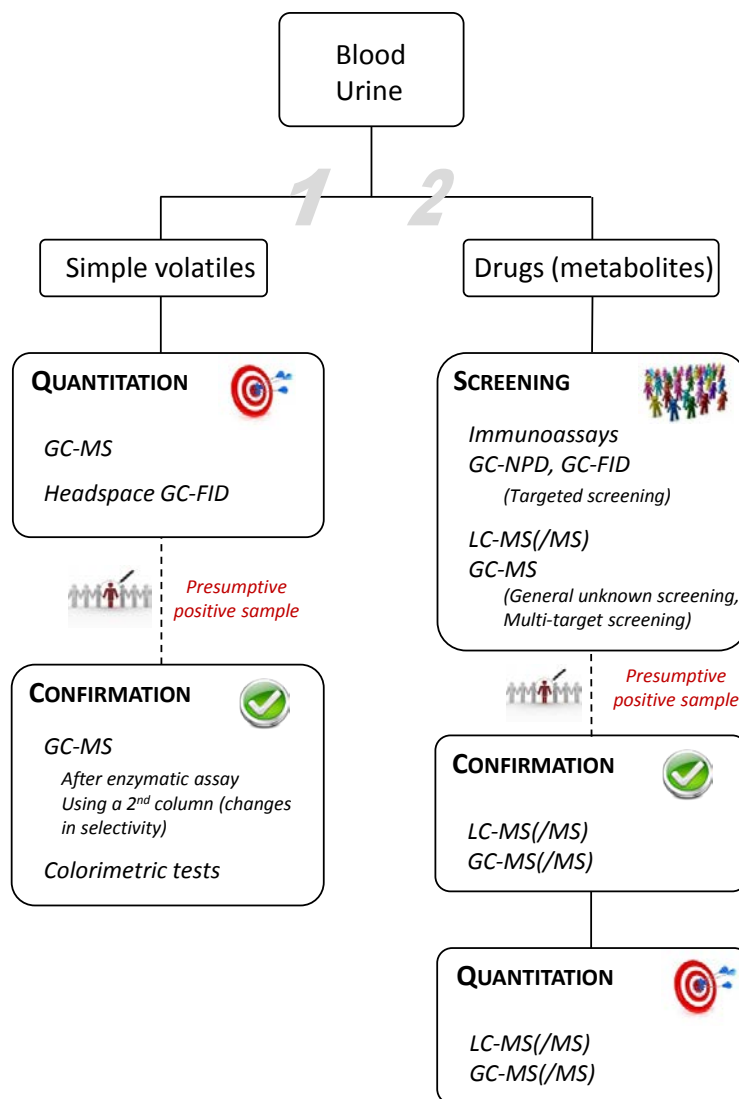 Blood
Urine
1 2
Simple volatiles
QUANTITATION
GC-MS
Headspace GC-FID
Presumptive
positive sample
CONFIRMATION
GC-MS
After enzymatic assay
Using a 2nd column (changes
in selectivity)
Colorimetric tests
Drugs (metabolites)
SCREENING
Immunoassays
GC-NPD, GC-FID
(Targeted screening)
LC-MS(/MS)
GC-MS
(General unknown screening,
Multi-target screening)
Presumptive
positive sample
CONFIRMATION
LC-MS(/MS)
GC-MS(/MS)
QUANTITATION
LC-MS(/MS)
GC-MS(/MS)